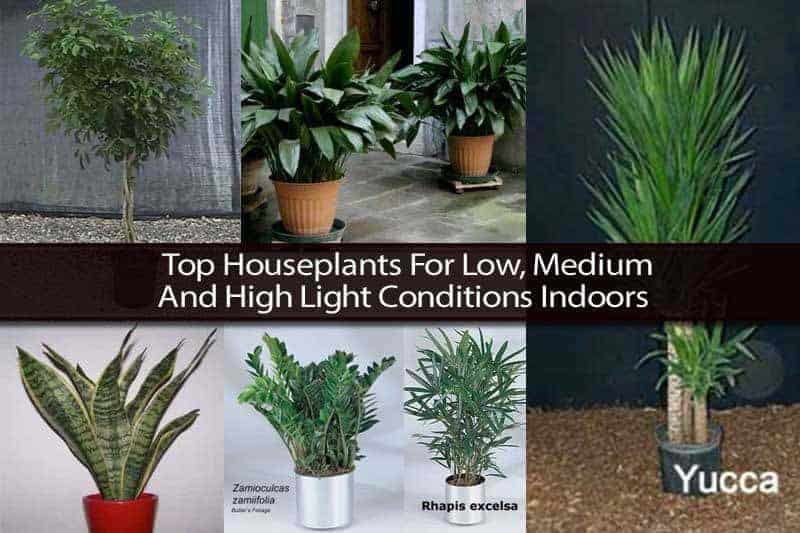 Top Houseplants For Low, Medium
And High Light Conditions Indoors
Zamioculcas
zamiifolia
Butler's Foliage
Rhapis excelsa
Yucca